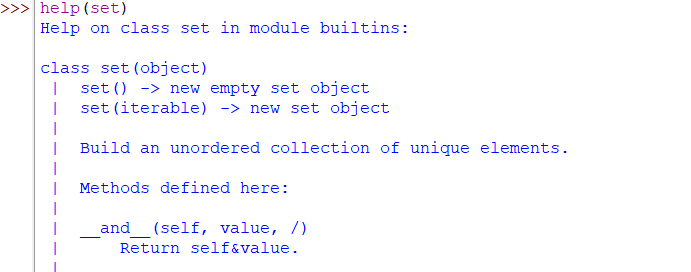 >>> help(set)
Help on class set in module builtins:

class set(object)
 |  set() -> new empty set object
 |  set(iterable) -> new set object
 |
 |  Build an unordered collection of unique elements.
 |
 |  Methods defined here:
 |
 |  __and__(self, value, /)
 |      Return self&value.
 |